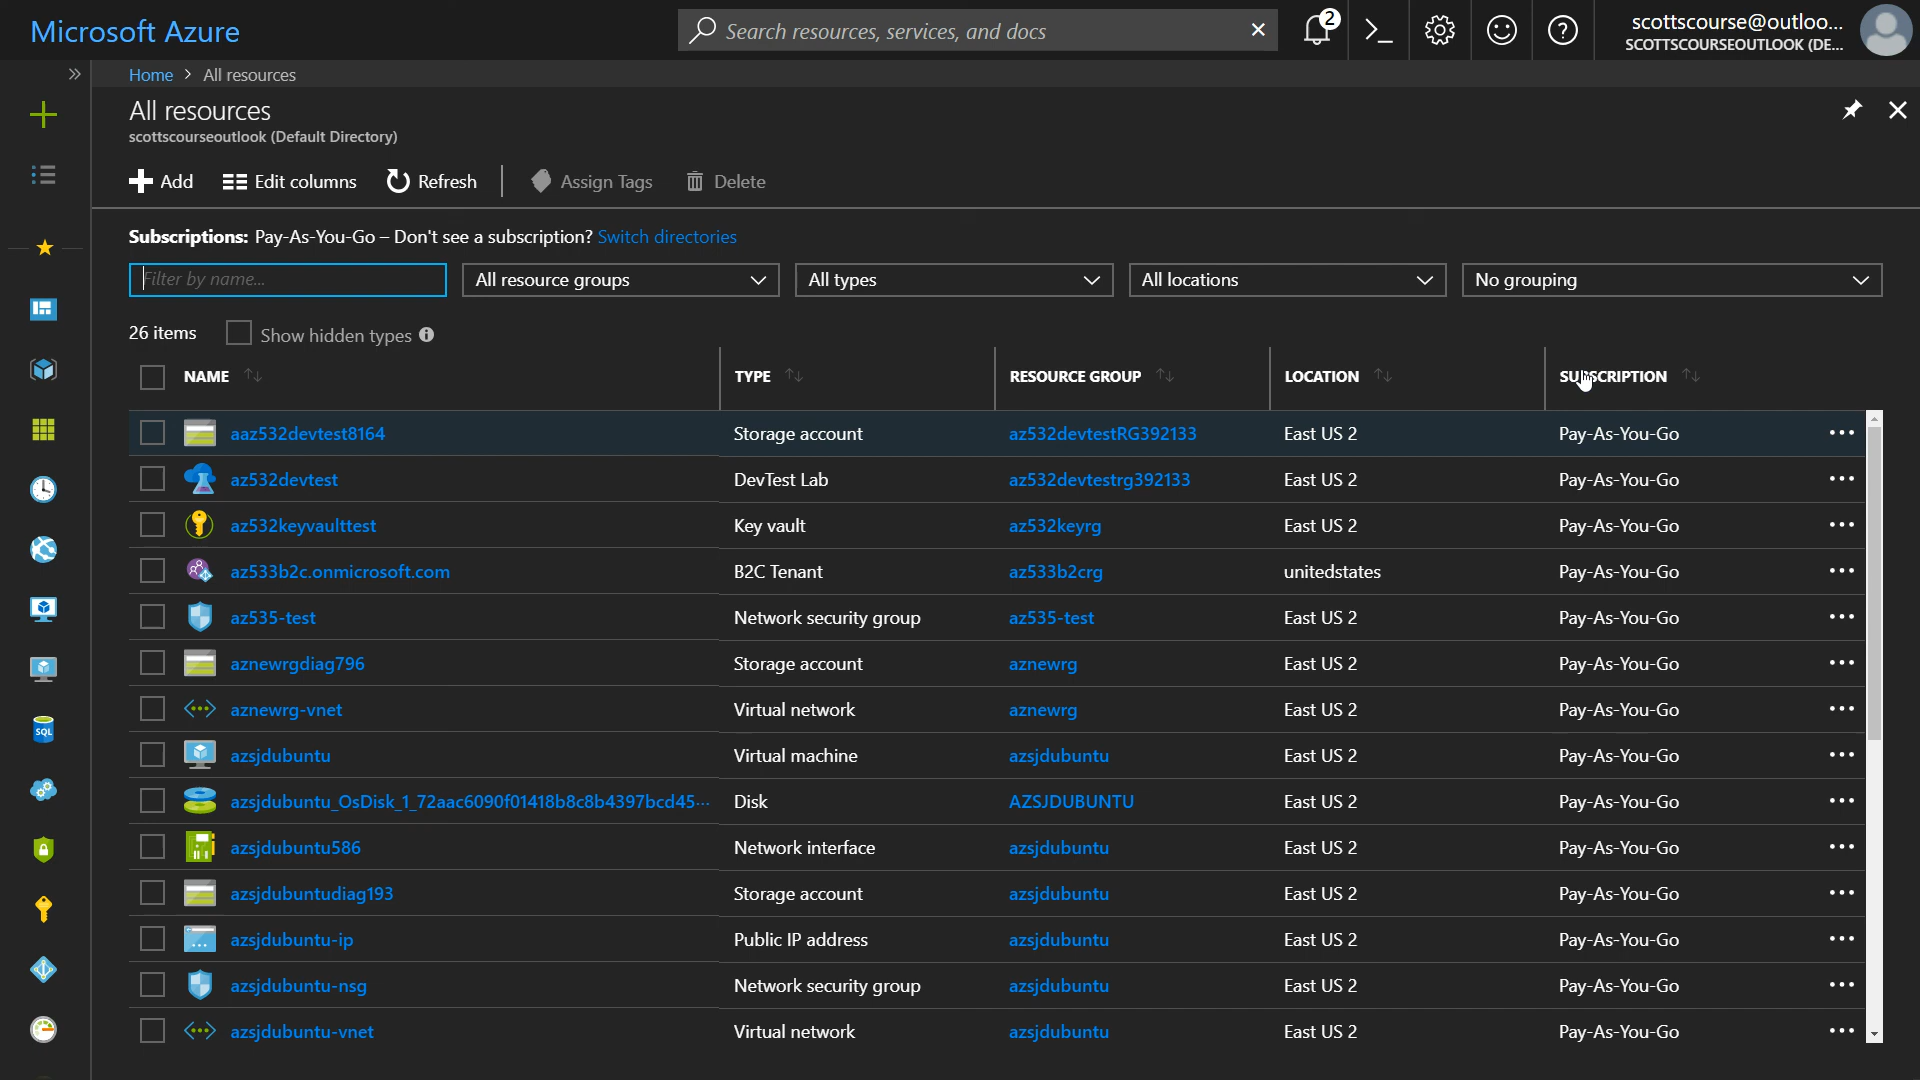 Microsoft Azure
Search resources, services, and docs
2
scottscourse@outloo...
SCOTTSCOURSEOUTLOOK (DE...
Home > All resources
All resources
scottscourseoutlook (Default Directory)
Add Edit columns Refresh Assign Tags Delete
Subscriptions: Pay-As-You-Go – Don't see a subscription? Switch directories
Filter by name... All resource groups All types All locations No grouping
26 items Show hidden types
NAME TYPE RESOURCE GROUP LOCATION SUBSCRIPTION
aaz532devtest8164 Storage account az532devtestRG392133 East US 2 Pay-As-You-Go
az532devtest DevTest Lab az532devtestrg392133 East US 2 Pay-As-You-Go
az532keyvaulttest Key vault az532keyrg East US 2 Pay-As-You-Go
az533b2c.onmicrosoft.com B2C Tenant az533b2crg unitedstates Pay-As-You-Go
az535-test Network security group az535-test East US 2 Pay-As-You-Go
aznewrgdiag796 Storage account aznewrg East US 2 Pay-As-You-Go
aznewrg-vnet Virtual network aznewrg East US 2 Pay-As-You-Go
azsjdubuntu Virtual machine azsjdubuntu East US 2 Pay-As-You-Go
azsjdubuntu_OsDisk_1_72aac6090f01418b8c8b4397bcd45... Disk AZSJDUBUNTU East US 2 Pay-As-You-Go
azsjdubuntu586 Network interface azsjdubuntu East US 2 Pay-As-You-Go
azsjdubuntudiag193 Storage account azsjdubuntu East US 2 Pay-As-You-Go
azsjdubuntu-ip Public IP address azsjdubuntu East US 2 Pay-As-You-Go
azsjdubuntu-nsg Network security group azsjdubuntu East US 2 Pay-As-You-Go
azsjdubuntu-vnet Virtual network azsjdubuntu East US 2 Pay-As-You-Go
SQL